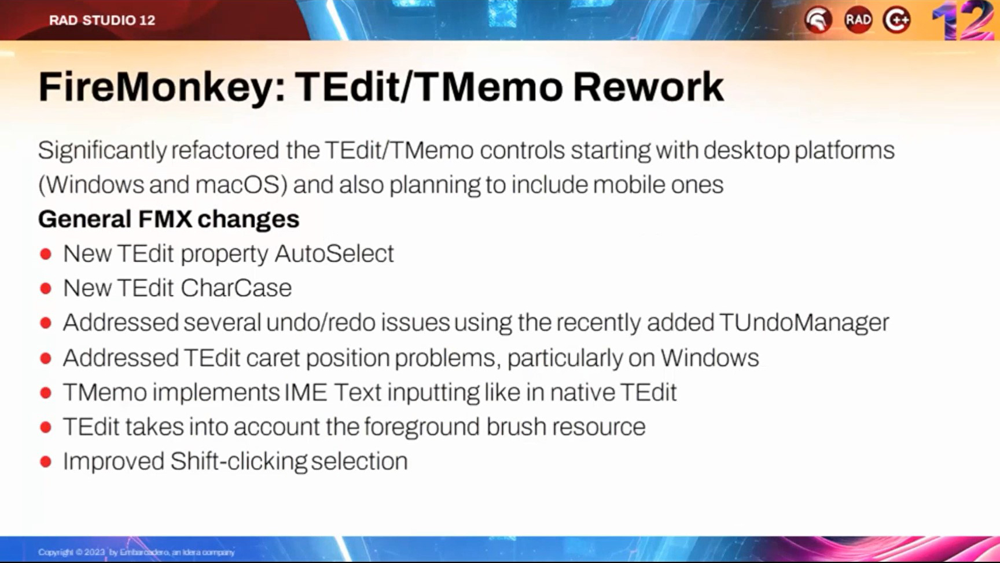 RAD STUDIO 12
RAD
C++
12
FireMonkey: TEdit/TMemo Rework
Significantly refactored the TEdit/TMemo controls starting with desktop platforms
(Windows and macOS) and also planning to include mobile ones
General FMX changes
New TEdit property AutoSelect
New TEdit CharCase
Addressed several undo/redo issues using the recently added TUndoManager
Addressed TEdit caret position problems, particularly on Windows
TMemo implements IME Text inputting like in native TEdit
TEdit takes into account the foreground brush resource
Improved Shift-clicking selection
Copyright © 2023 by Embarcadero, an Idera company